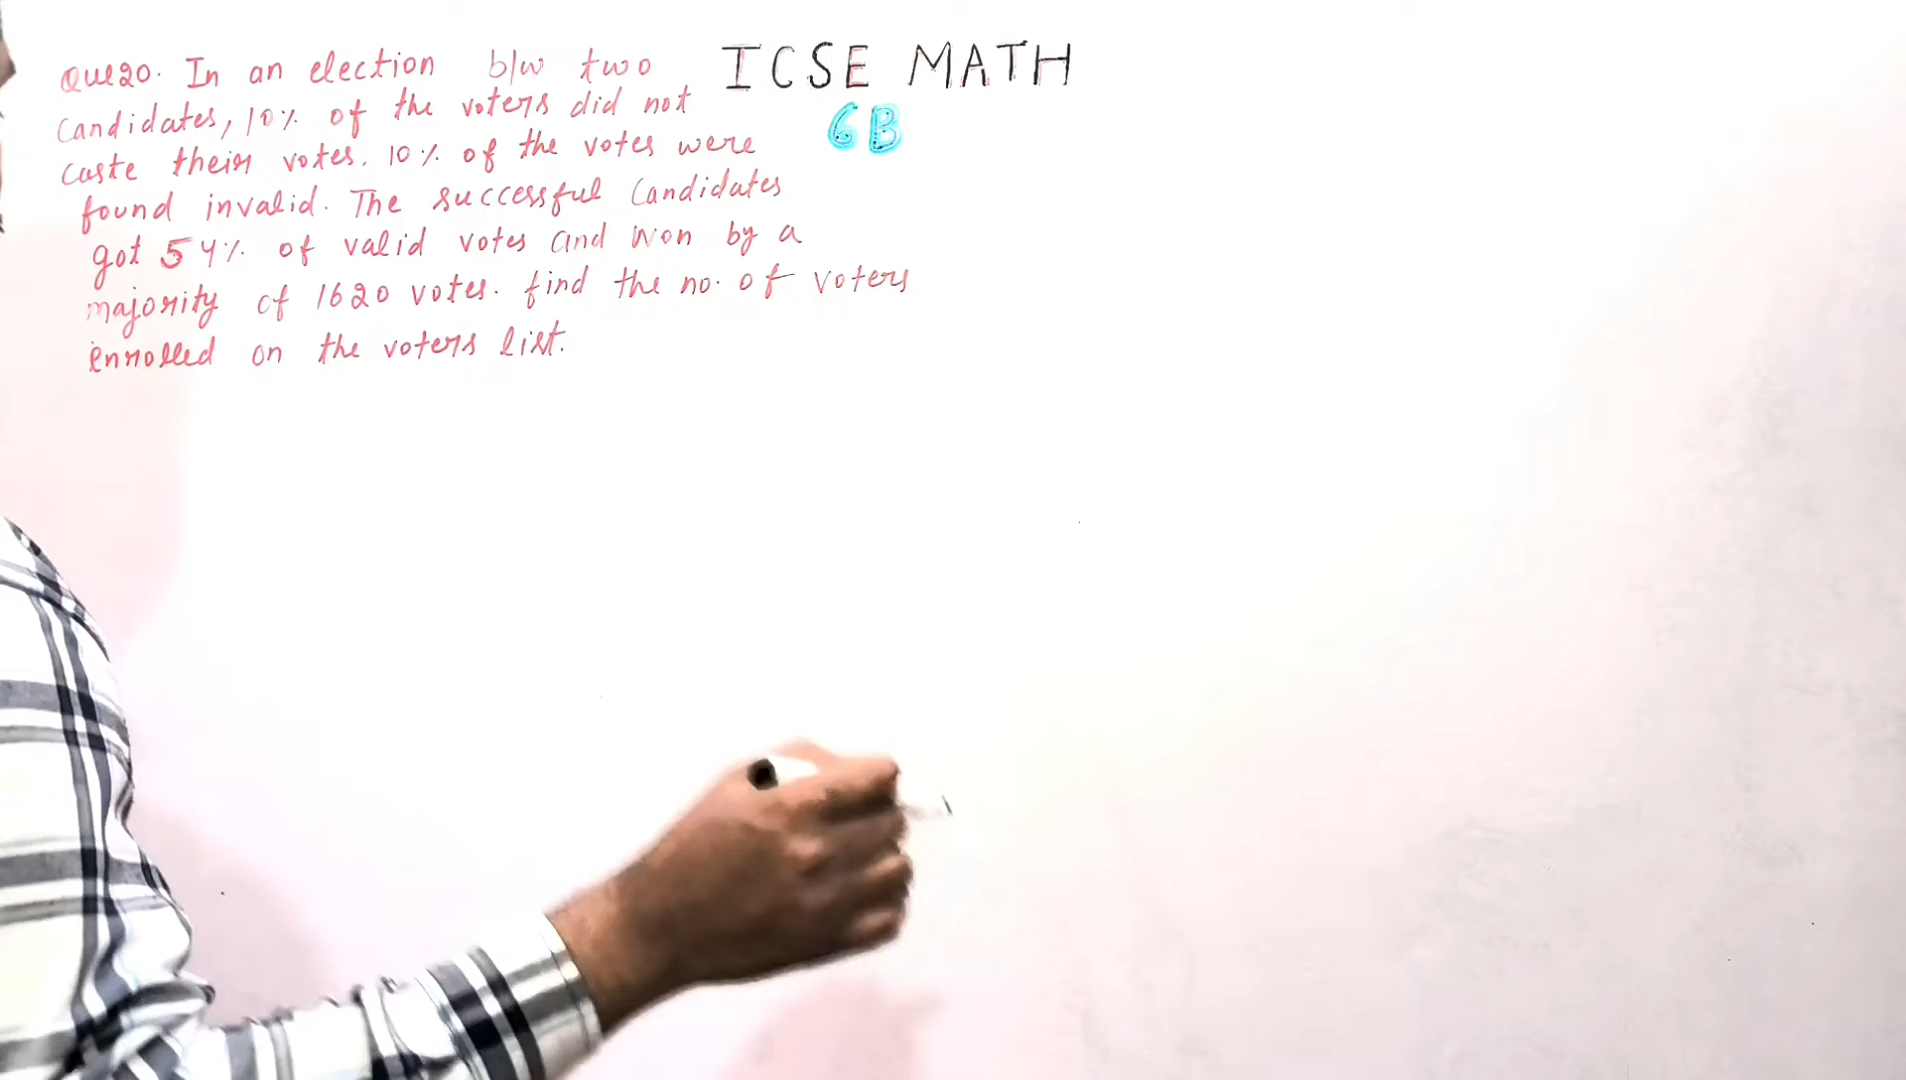 Que20. In an election b/w two
candidates, 10% of the voters did not
caste their votes. 10% of the votes were
found invalid. The successful candidates
got 54% of valid votes and won by a
majority of 1620 votes. find the no. of voters
enrolled on the voters list.
ICSE MATH
6B